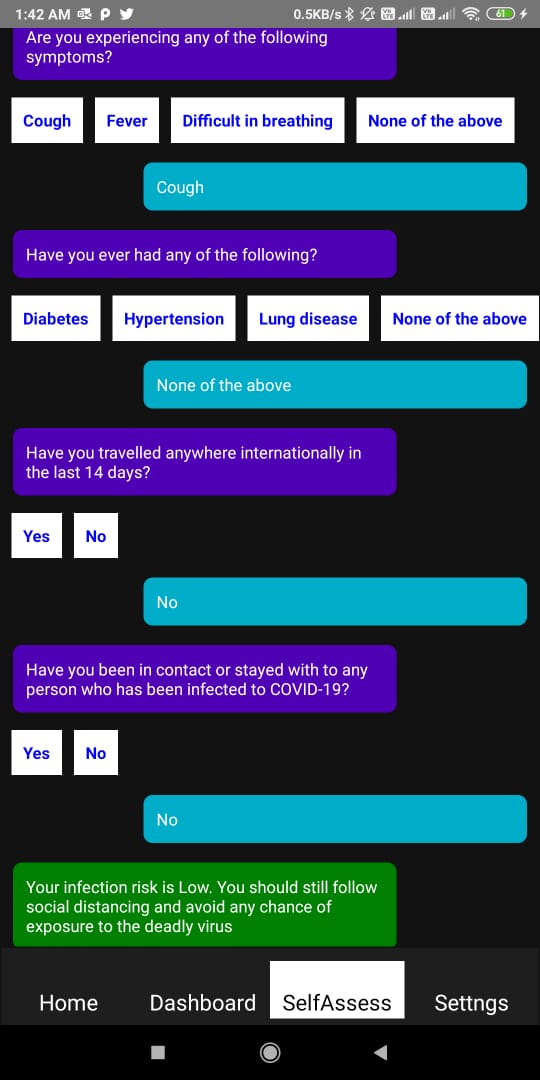 1:42 AM 0.5KB/s 61
Are you experiencing any of the following
symptoms?
Cough Fever Difficult in breathing None of the above
Cough
Have you ever had any of the following?
Diabetes Hypertension Lung disease None of the above
None of the above
Have you travelled anywhere internationally in
the last 14 days?
Yes No
No
Have you been in contact or stayed with to any
person who has been infected to COVID-19?
Yes No
No
Your infection risk is Low. You should still follow
social distancing and avoid any chance of
exposure to the deadly virus
Home Dashboard SelfAssess Settngs